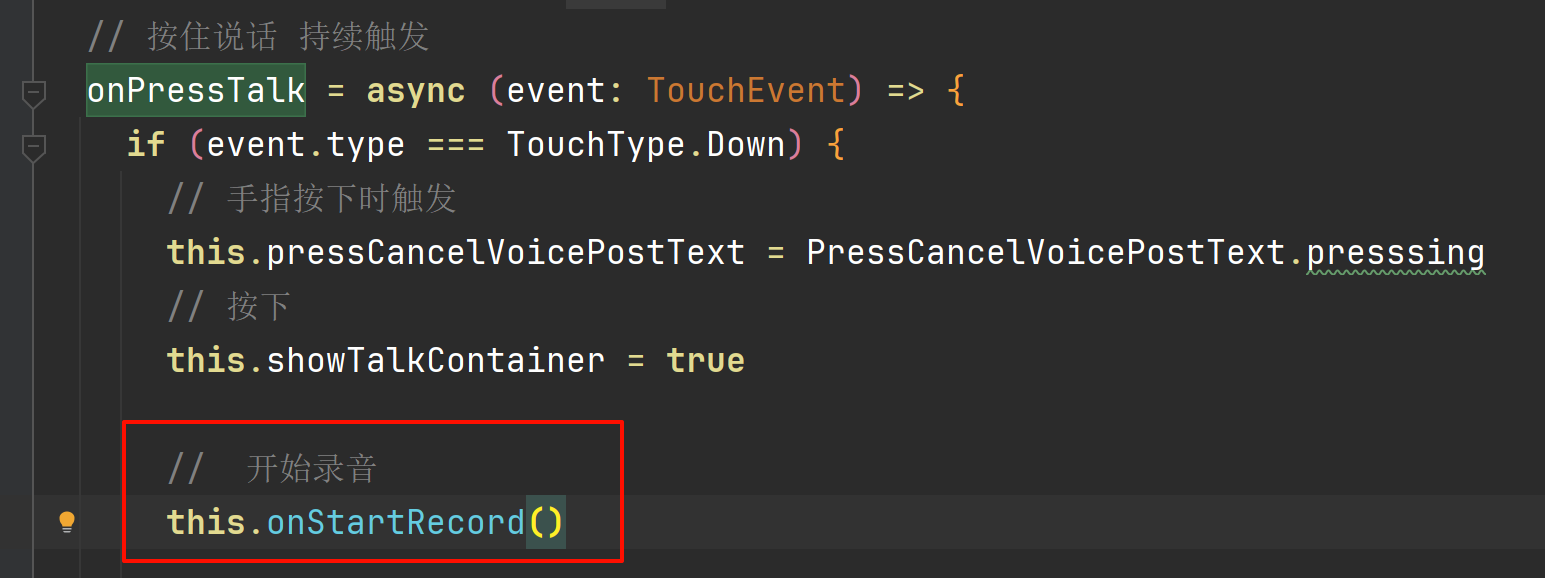 // 按住说话 持续触发
onPressTalk = async (event: TouchEvent) => {
if (event.type === TouchType.Down) {
// 手指按下时触发
this.pressCancelVoicePostText = PressCancelVoicePostText.presssing
// 按下
this.showTalkContainer = true
// 开始录音
this.onStartRecord()